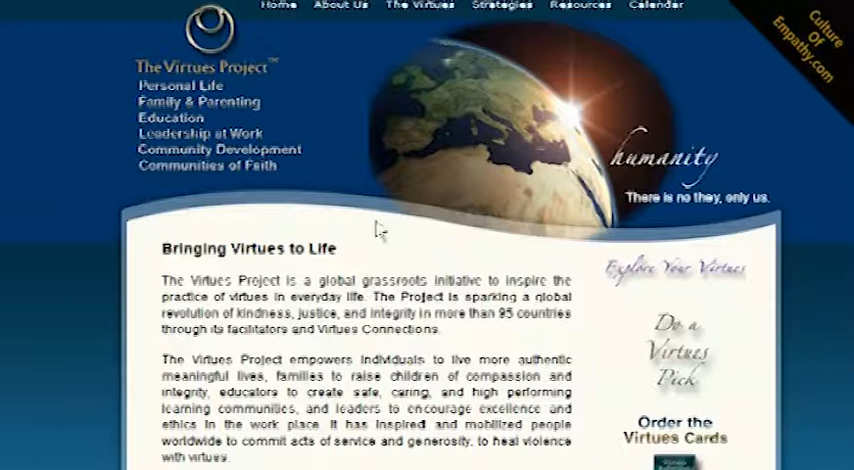 Home About Us The Virtues Strategies Resources Calendar
Culture
Of
Empathy.com
The Virtues Project™
Personal Life
Family & Parenting
Education
Leadership at Work
Community Development
Communities of Faith
humanity
There is no they, only us.
Bringing Virtues to Life
The Virtues Project is a global grassroots initiative to inspire the
practice of virtues in everyday life. The Project is sparking a global
revolution of kindness, justice, and integrity in more than 95 countries
through its facilitators and Virtues Connections.
The Virtues Project empowers individuals to live more authentic
meaningful lives, families to raise children of compassion and
integrity, educators to create safe, caring, and high performing
learning communities, and leaders to encourage excellence and
ethics in the work place. It has inspired and mobilized people
worldwide to commit acts of service and generosity, to heal violence
with virtues.
Explore Your Virtues
Do a
Virtues
Pick
Order the
Virtues Cards